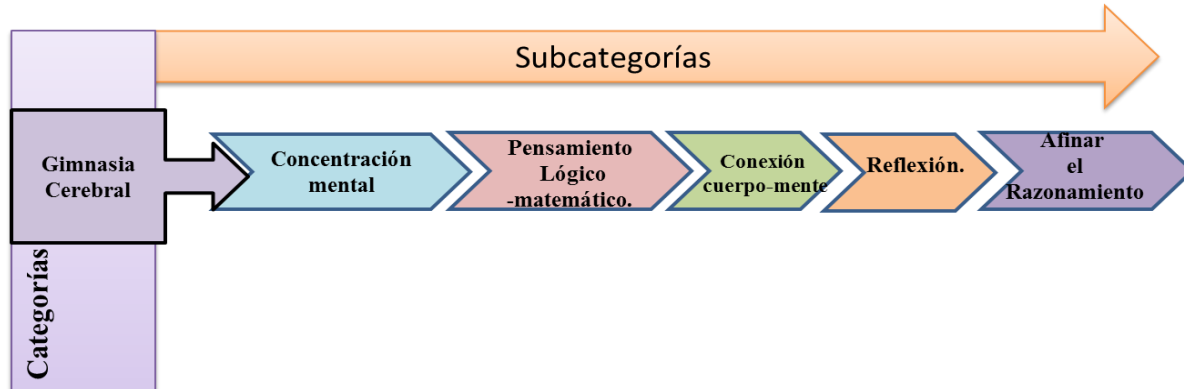 Subcategorías
Gimnasia
Cerebral
Concentración
mental
Pensamiento
Lógico
-matemático.
Conexión
cuerpo-mente
Reflexión.
Afinar
el
Razonamiento
Categorías